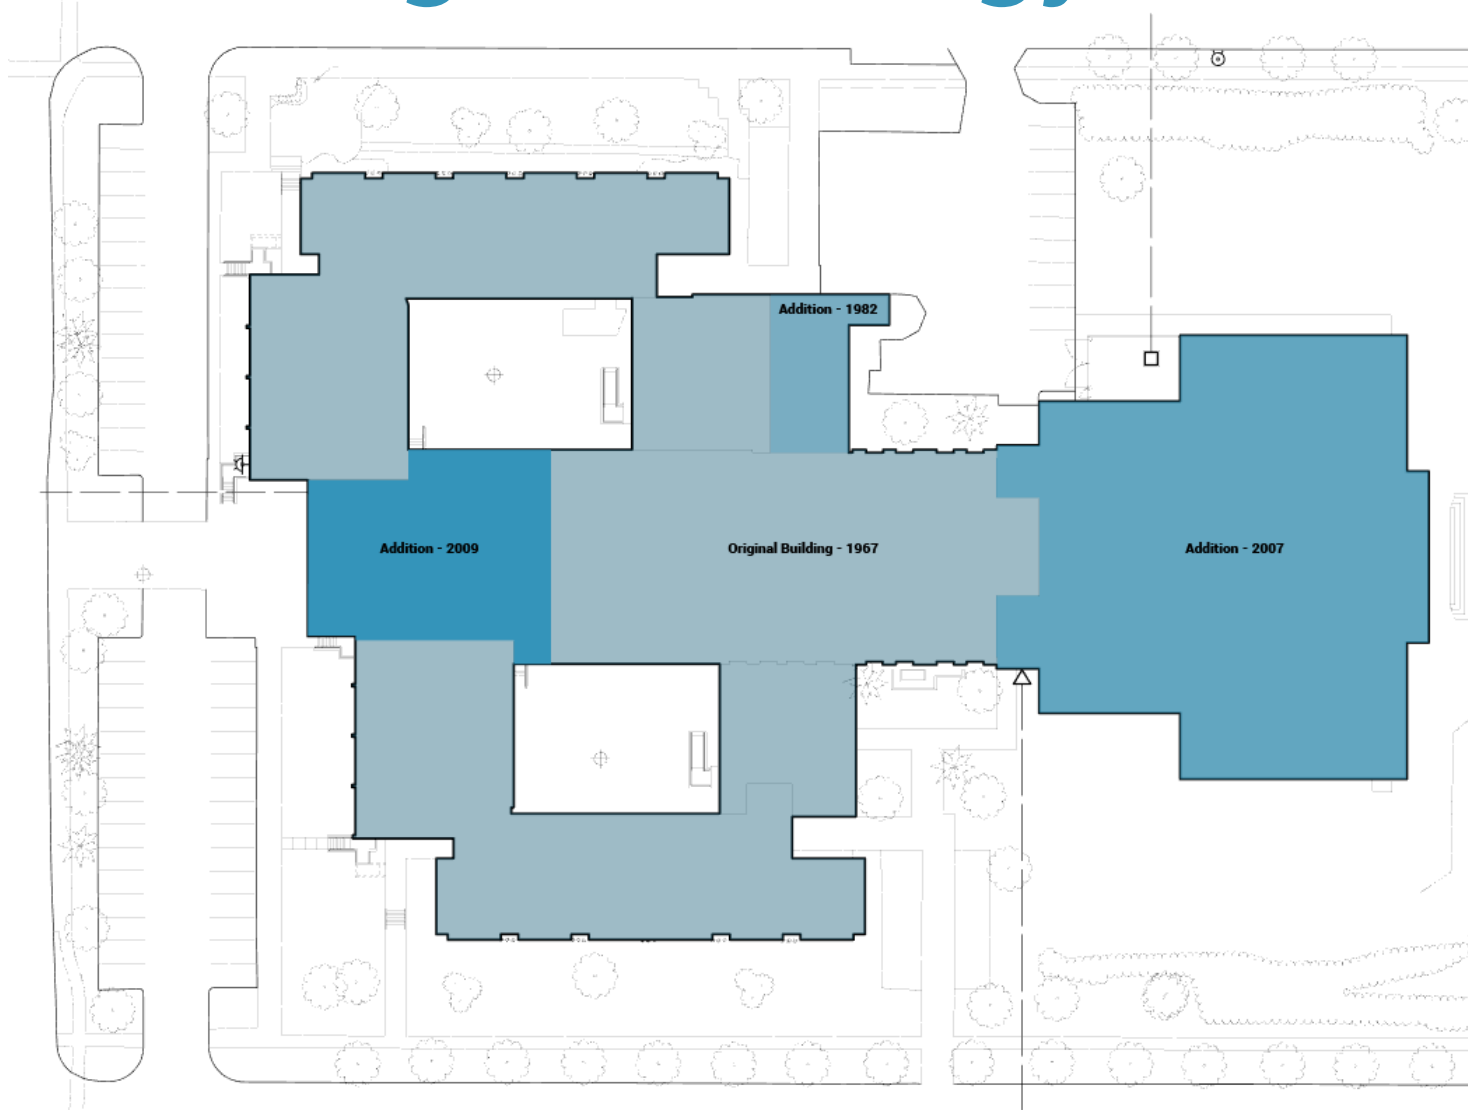 Addition - 1982
Addition - 2009
Original Building - 1967
Addition - 2007